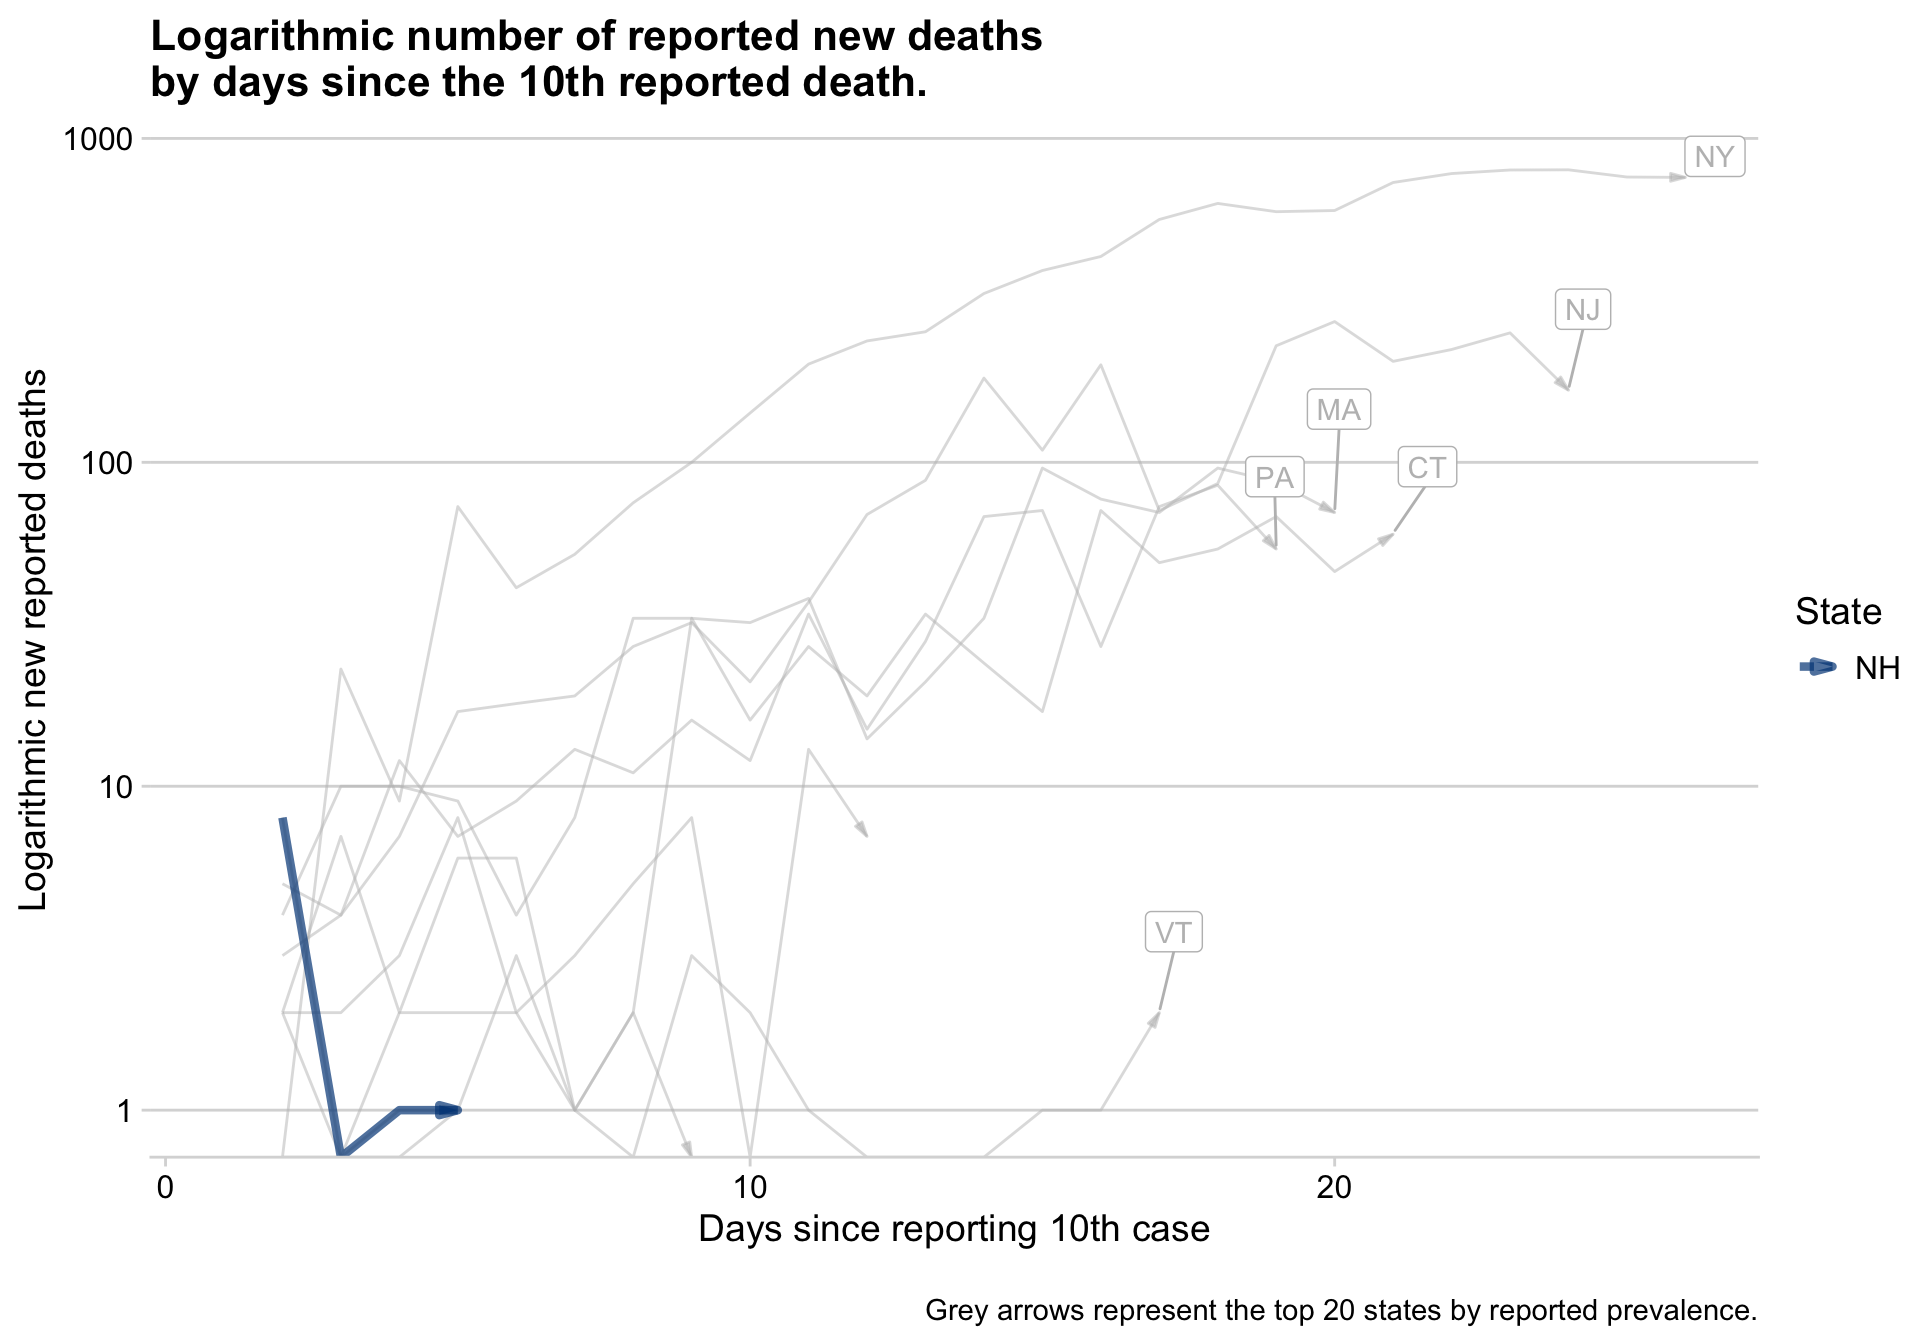 Logarithmic number of reported new deaths
by days since the 10th reported death.
Logarithmic new reported deaths
1000
100
10
1
NY
NJ
MA
CT
PA
VT
State
NH
0
10
20
Days since reporting 10th case
Grey arrows represent the top 20 states by reported prevalence.